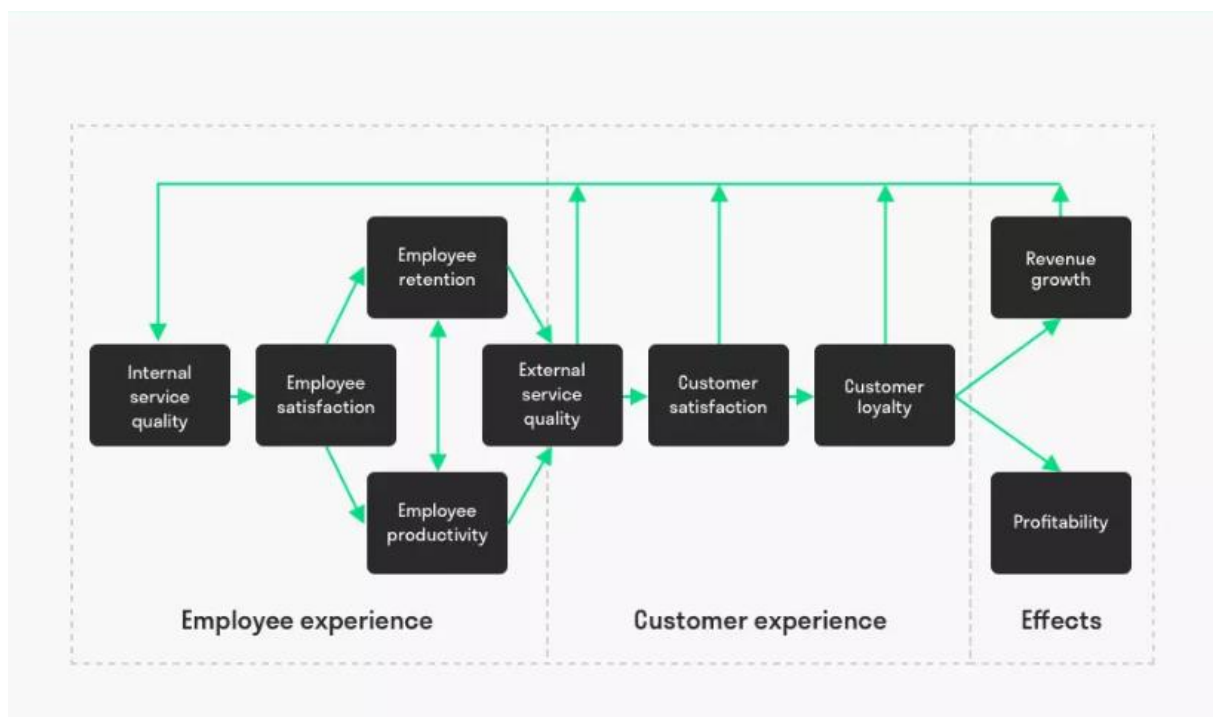 Employee
retention
Revenue
growth
Internal
service
quality
Employee
satisfaction
External
service
quality
Customer
satisfaction
Customer
loyalty
Employee
productivity
Profitability
Employee experience
Customer experience
Effects